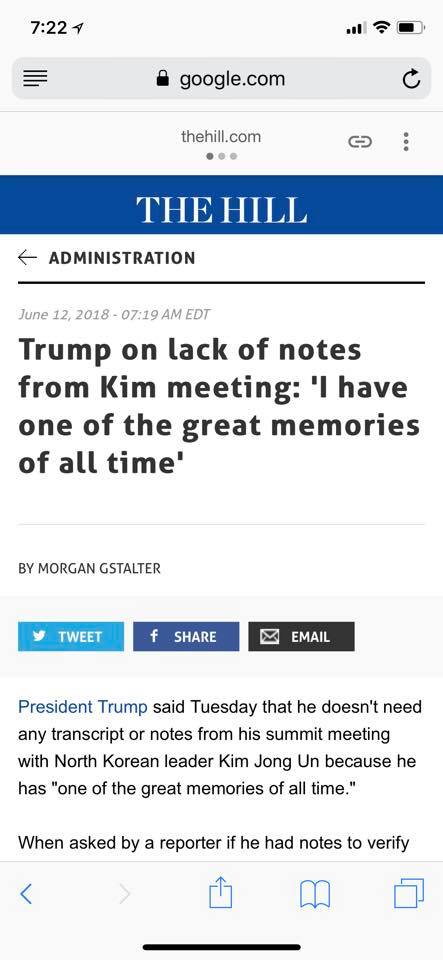 7:22
google.com
thehill.com
THE HILL
ADMINISTRATION
June 12, 2018 - 07:19 AM EDT
Trump on lack of notes
from Kim meeting: 'I have
one of the great memories
of all time'
BY MORGAN GSTALTER
TWEET
SHARE
EMAIL
President Trump said Tuesday that he doesn't need
any transcript or notes from his summit meeting
with North Korean leader Kim Jong Un because he
has "one of the great memories of all time."
When asked by a reporter if he had notes to verify